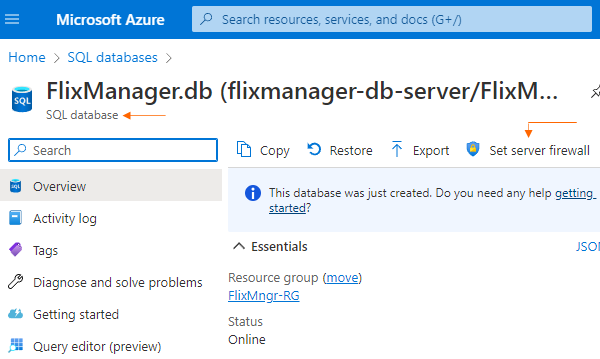 Microsoft Azure
Search resources, services, and docs (G+/)
Home > SQL databases >
SQL
FlixManager.db (flixmanager-db-server/FlixM...
SQL database
Search
Copy
Restore
Export
Set server firewall
Overview
Activity log
Tags
Diagnose and solve problems
Getting started
Query editor (preview)
This database was just created. Do you need any help getting
started?
Essentials
JSON
Resource group (move)
FlixMngr-RG
Status
Online